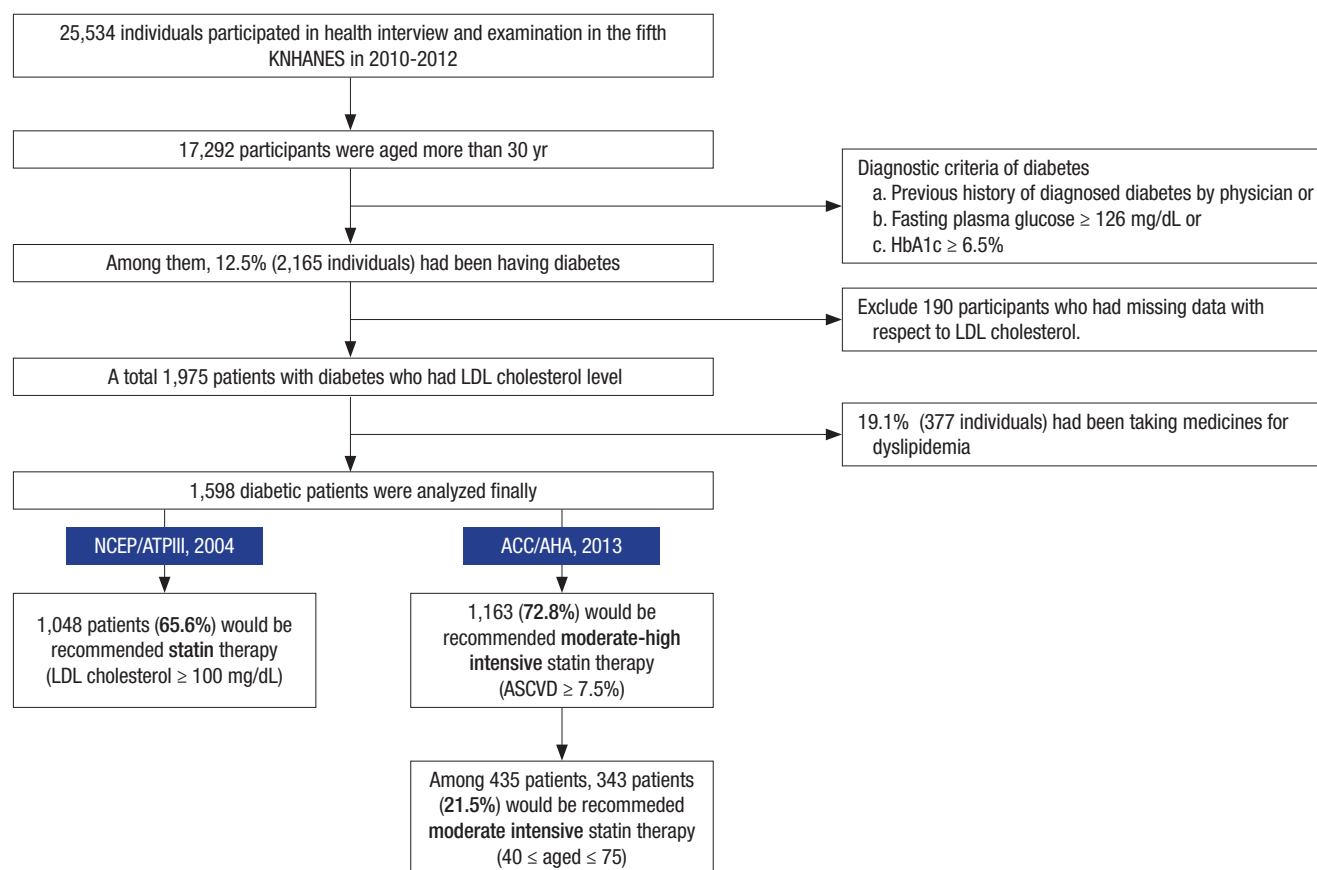 25,534 individuals participated in health interview and examination in the fifth
KNHANES in 2010-2012
17,292 participants were aged more than 30 yr
Diagnostic criteria of diabetes
a. Previous history of diagnosed diabetes by physician or
b. Fasting plasma glucose ≥ 126 mg/dL or
c. HbA1c ≥ 6.5%
Among them, 12.5% (2,165 individuals) had been having diabetes
Exclude 190 participants who had missing data with
respect to LDL cholesterol.
A total 1,975 patients with diabetes who had LDL cholesterol level
19.1% (377 individuals) had been taking medicines for
dyslipidemia
1,598 diabetic patients were analyzed finally
NCEP/ATPIII, 2004
ACC/AHA, 2013
1,048 patients (65.6%) would be
recommended statin therapy
(LDL cholesterol ≥ 100 mg/dL)
1,163 (72.8%) would be
recommended moderate-high
intensive statin therapy
(ASCVD ≥ 7.5%)
Among 435 patients, 343 patients
(21.5%) would be recommeded
moderate intensive statin therapy
(40 ≤ aged ≤ 75)